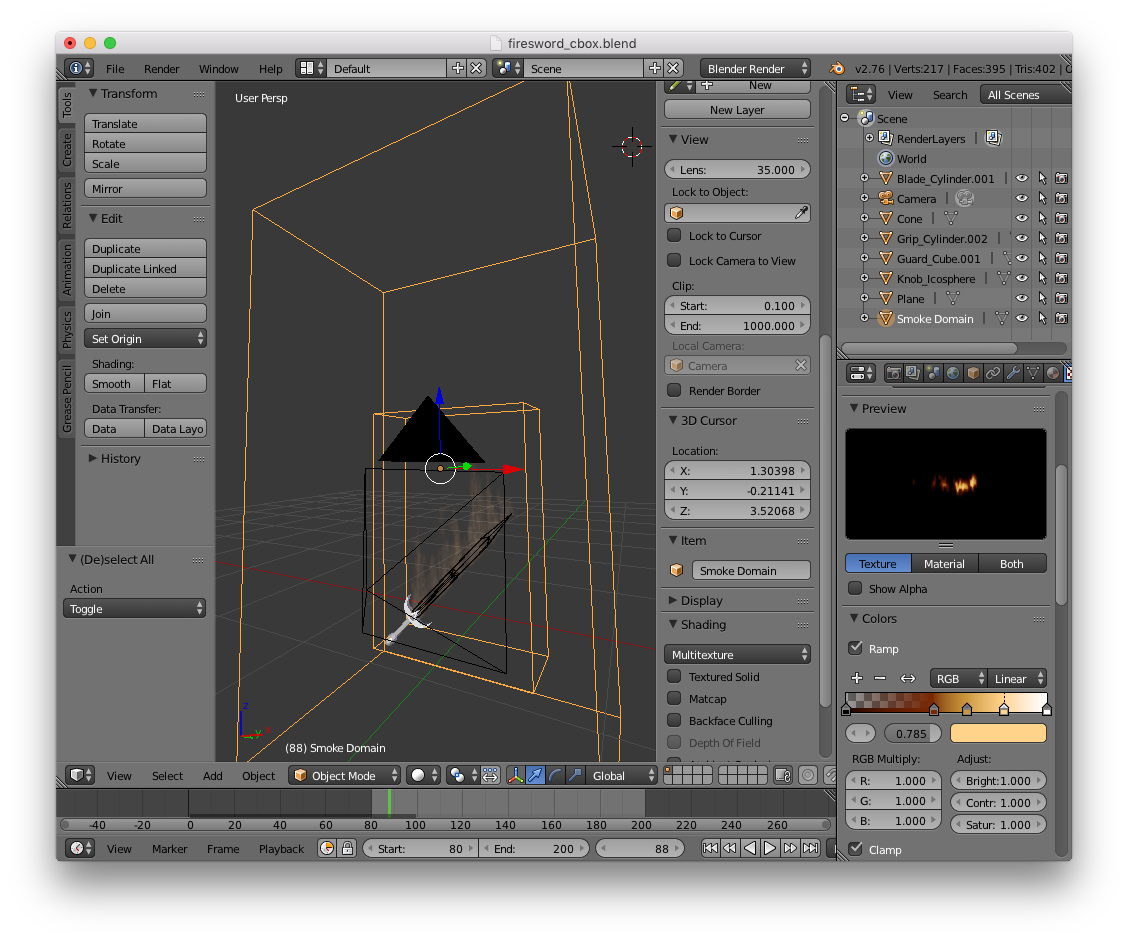 firesword_cbox.blend
File Render Window Help Default Scene Blender Render v2.76 | Verts:217 | Faces:395 | Tris:402 |
Tools
Create
Relations
Animation
Physics
Grease Pencil
Transform
Translate
Rotate
Scale
Mirror
Edit
Duplicate
Duplicate Linked
Delete
Join
Set Origin
Shading:
Smooth Flat
Data Transfer:
Data Data Layo
History
(De)select All
Action
Toggle
User Persp
z
y
(88) Smoke Domain
New
New Layer
View
Lens: 35.000
Lock to Object:
Lock to Cursor
Lock Camera to View
Clip:
Start: 0.100
End: 1000.000
Local Camera:
Camera
Render Border
3D Cursor
Location:
X: 1.30398
Y: -0.21141
Z: 3.52068
Item
Smoke Domain
Display
Shading
Multitexture
Textured Solid
Matcap
Backface Culling
Depth Of Field
View Search All Scenes
Scene
RenderLayers |
World
Blade_Cylinder.001 |
Camera |
Cone |
Grip_Cylinder.002 |
Guard_Cube.001 |
Knob_Icosphere |
Plane |
Smoke Domain |
Preview
Texture Material Both
Show Alpha
Colors
Ramp
RGB Linear
0.785
RGB Multiply: Adjust:
R: 1.000 Bright:1.000
G: 1.000 Contr: 1.000
B: 1.000 Satur: 1.000
Clamp
View Select Add Object Object Mode Global
-40 -20 0 20 40 60 80 100 120 140 160 180 200 220 240 260
View Marker Frame Playback Start: 80 End: 200 88